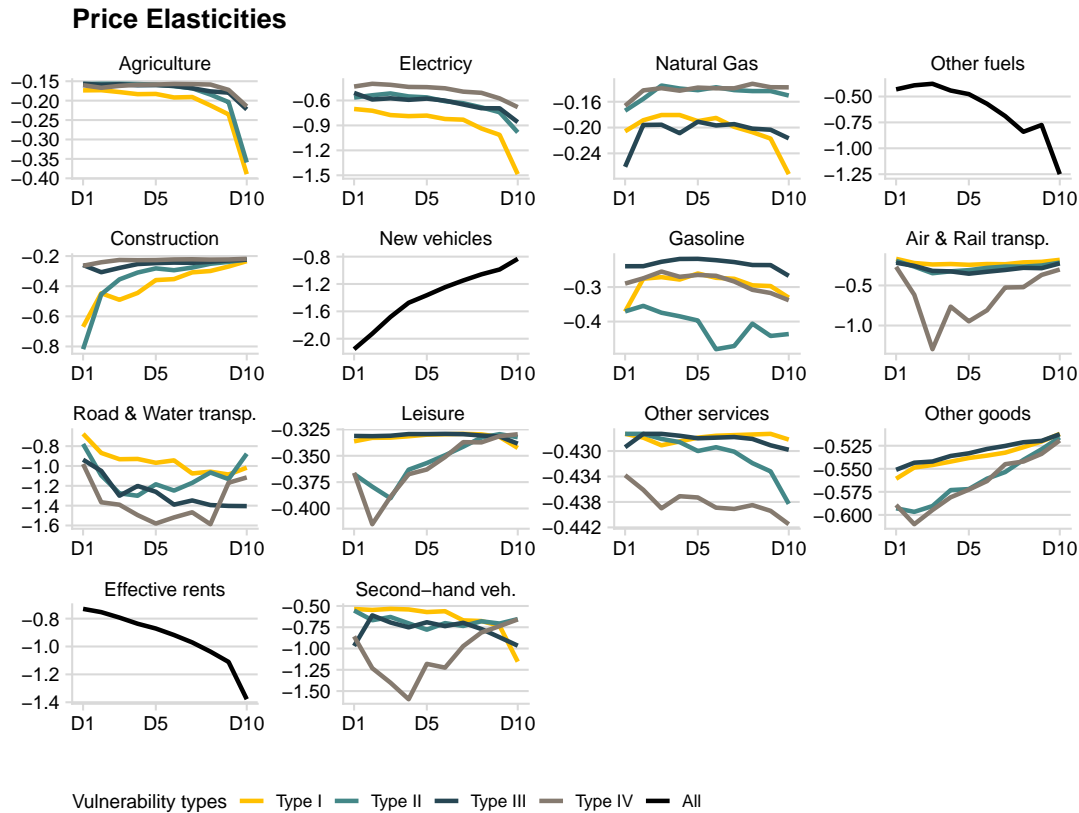 Price Elasticities
Agriculture
Electricy
Natural Gas
Other fuels
−0.15
−0.20
−0.25
−0.30
−0.35
−0.40
D1 D5 D10
−0.6
−0.9
−1.2
−1.5
D1 D5 D10
−0.16
−0.20
−0.24
D1 D5 D10
−0.50
−0.75
−1.00
−1.25
D1 D5 D10
Construction
New vehicles
Gasoline
Air & Rail transp.
−0.2
−0.4
−0.6
−0.8
D1 D5 D10
−0.8
−1.2
−1.6
−2.0
D1 D5 D10
−0.3
−0.4
D1 D5 D10
−0.5
−1.0
D1 D5 D10
Road & Water transp.
Leisure
Other services
Other goods
−0.8
−1.0
−1.2
−1.4
−1.6
D1 D5 D10
−0.325
−0.350
−0.375
−0.400
D1 D5 D10
−0.430
−0.434
−0.438
−0.442
D1 D5 D10
−0.525
−0.550
−0.575
−0.600
D1 D5 D10
Effective rents
Second−hand veh.
−0.8
−1.0
−1.2
−1.4
D1 D5 D10
−0.50
−0.75
−1.00
−1.25
−1.50
D1 D5 D10
Vulnerability types Type I Type II Type III Type IV All